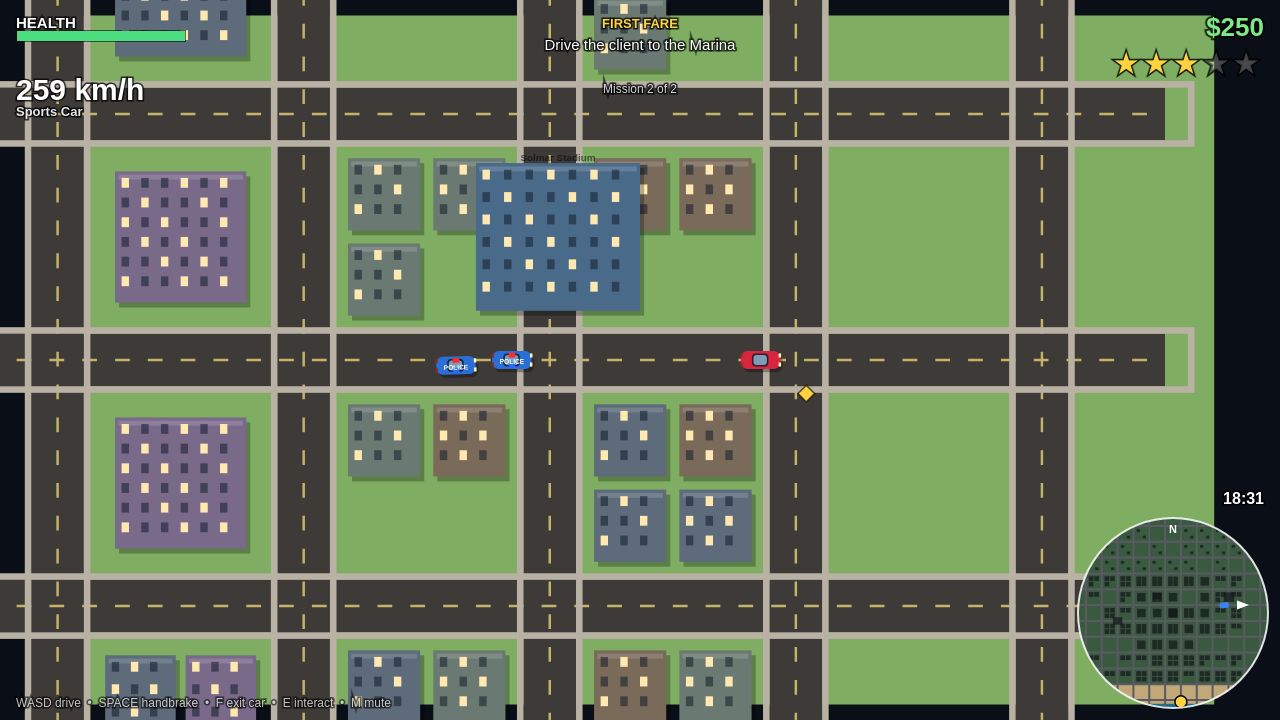 HEALTH
259 km/h
Sports Car
FIRST FARE
Drive the client to the Marina
Mission 2 of 2
$250
Solmar Stadium
POLICE
POLICE
18:31
N
WASD drive • SPACE handbrake • F exit car • E interact • M mute